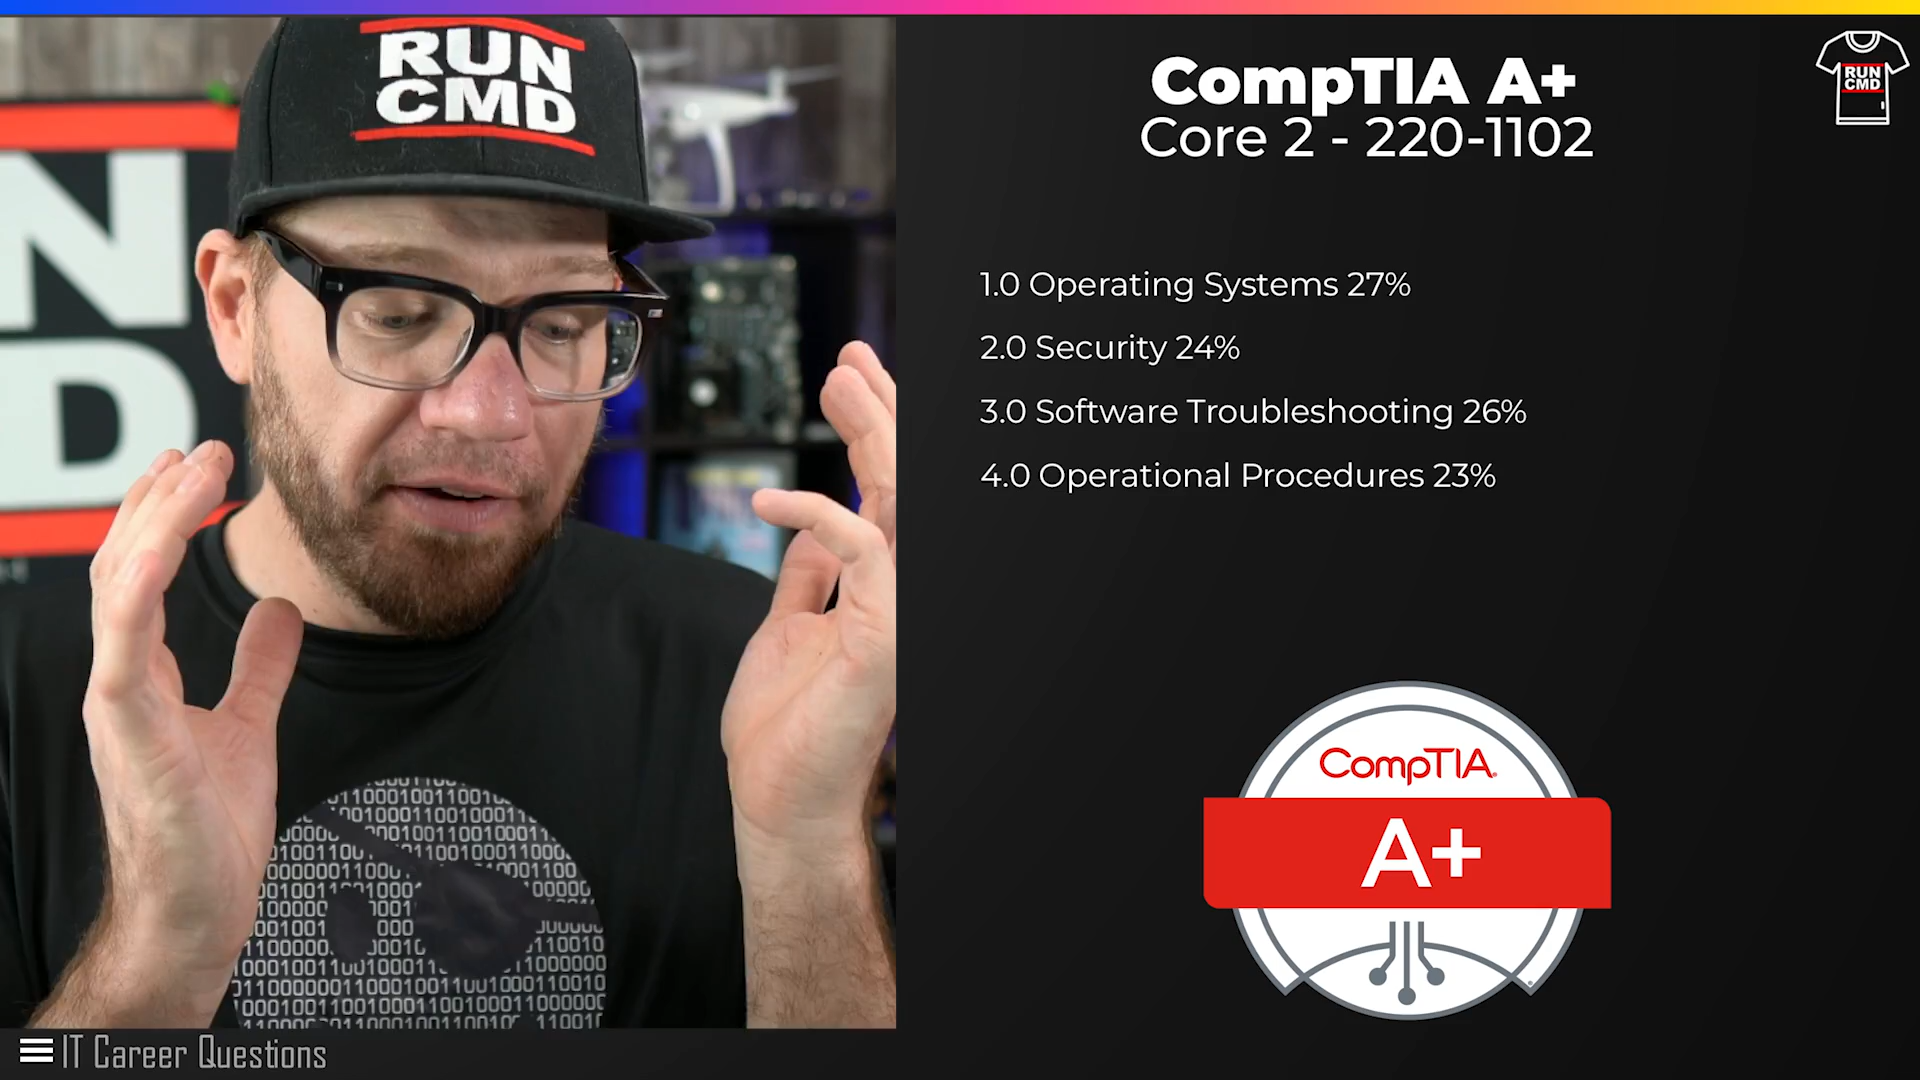 RUN
CMD
N
D
CompTIA A+
Core 2 - 220-1102
RUN
CMD
1.0 Operating Systems 27%
2.0 Security 24%
3.0 Software Troubleshooting 26%
4.0 Operational Procedures 23%
CompTIA.
A+
IT Career Questions